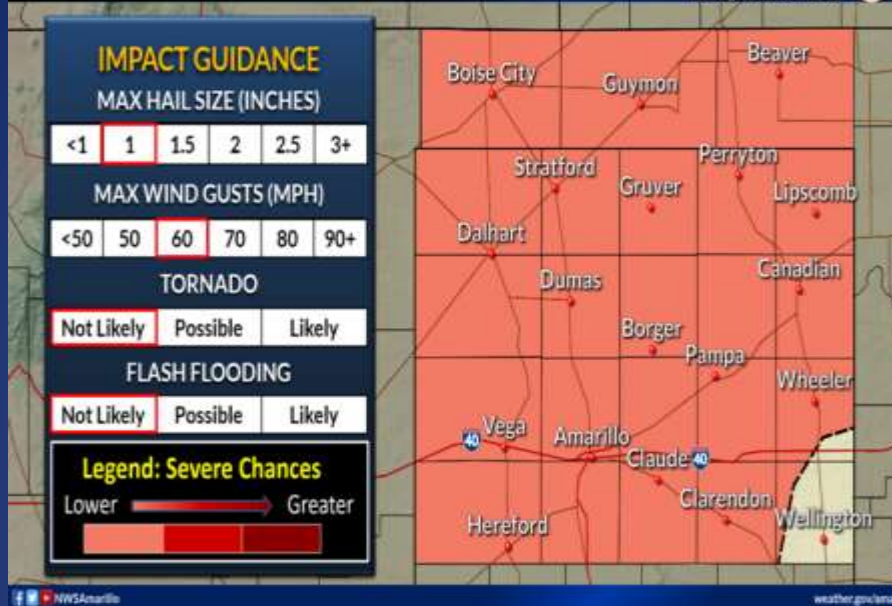 IMPACT GUIDANCE
MAX HAIL SIZE (INCHES)
<1 1 1.5 2 2.5 3+
MAX WIND GUSTS (MPH)
<50 50 60 70 80 90+
TORNADO
Not Likely Possible Likely
FLASH FLOODING
Not Likely Possible Likely
Legend: Severe Chances
Lower Greater
Boise City
Guymon
Beaver
Stratford
Gruver
Perryton
Lipscomb
Dalhart
Dumas
Canadian
Borger
Pampa
Wheeler
40
Vega
Amarillo
Claude
40
Clarendon
Hereford
Wellington
NWSAmarillo